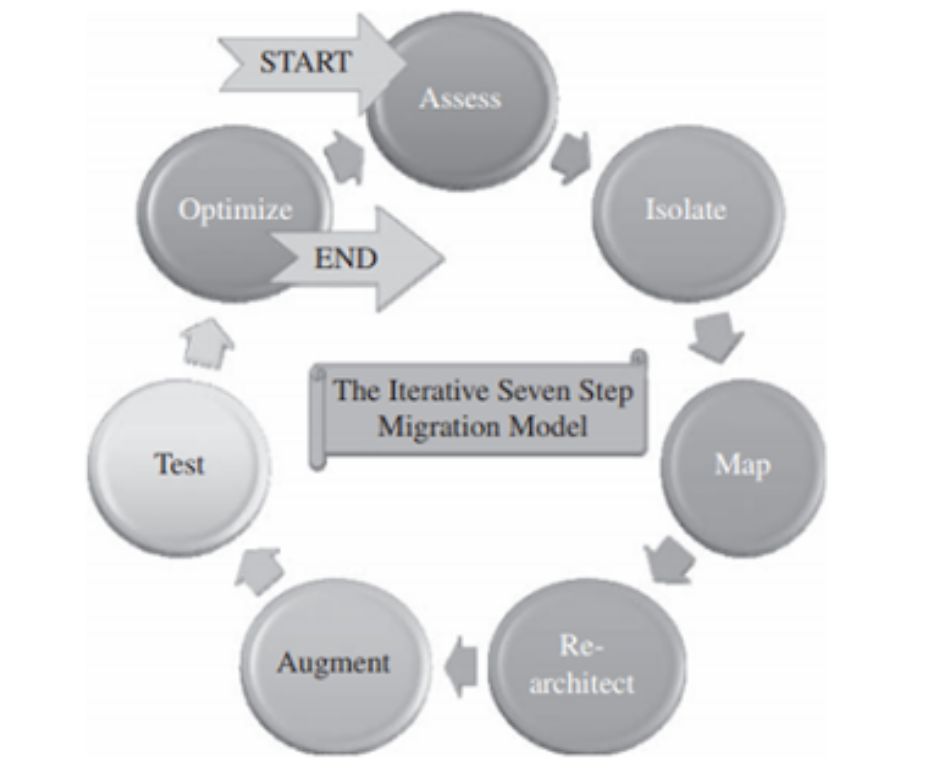 START
Assess
Isolate
Map
Re-
architect
Augment
Test
Optimize
END
The Iterative Seven Step
Migration Model